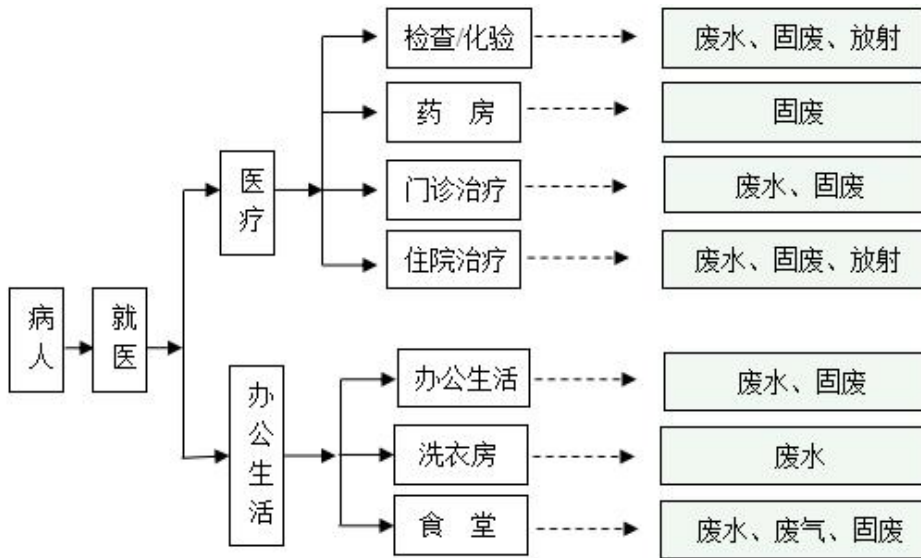 检查/化验
废水、固废、放射
药 房
固废
医疗
门诊治疗
废水、固废
住院治疗
废水、固废、放射
病人
就医
办公生活
办公生活
废水、固废
洗衣房
废水
食 堂
废水、废气、固废